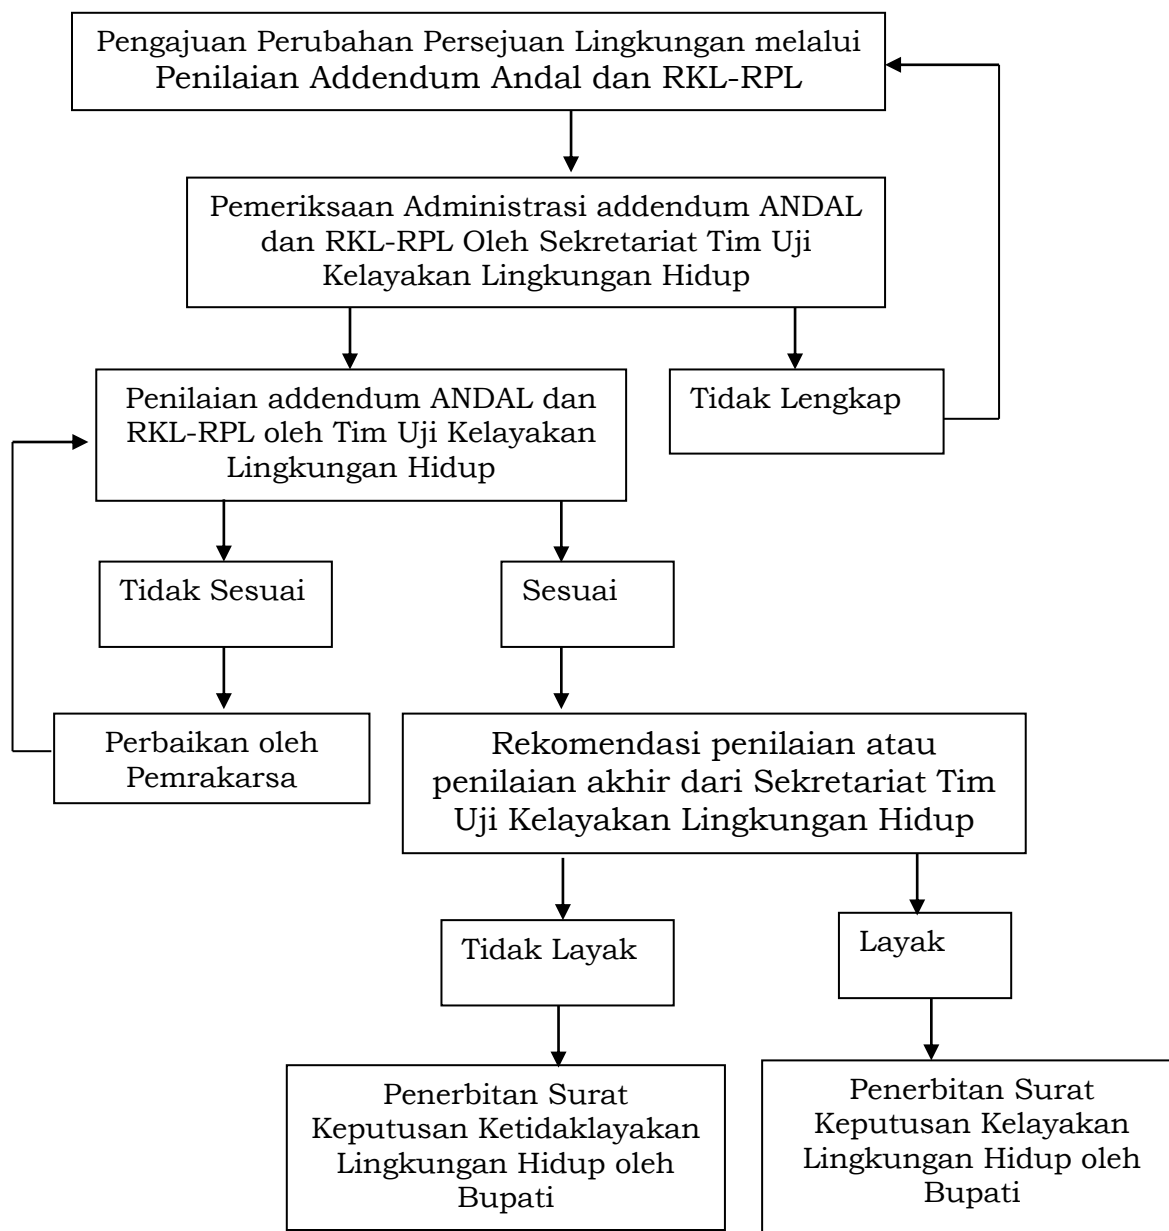 Pengajuan Perubahan Persejuan Lingkungan melalui
Penilaian Addendum Andal dan RKL-RPL
Pemeriksaan Administrasi addendum ANDAL
dan RKL-RPL Oleh Sekretariat Tim Uji
Kelayakan Lingkungan Hidup
Penilaian addendum ANDAL dan
RKL-RPL oleh Tim Uji Kelayakan
Lingkungan Hidup
Tidak Lengkap
Tidak Sesuai
Sesuai
Perbaikan oleh
Pemrakarsa
Rekomendasi penilaian atau
penilaian akhir dari Sekretariat Tim
Uji Kelayakan Lingkungan Hidup
Tidak Layak
Layak
Penerbitan Surat
Keputusan Ketidaklayakan
Lingkungan Hidup oleh
Bupati
Penerbitan Surat
Keputusan Kelayakan
Lingkungan Hidup oleh
Bupati